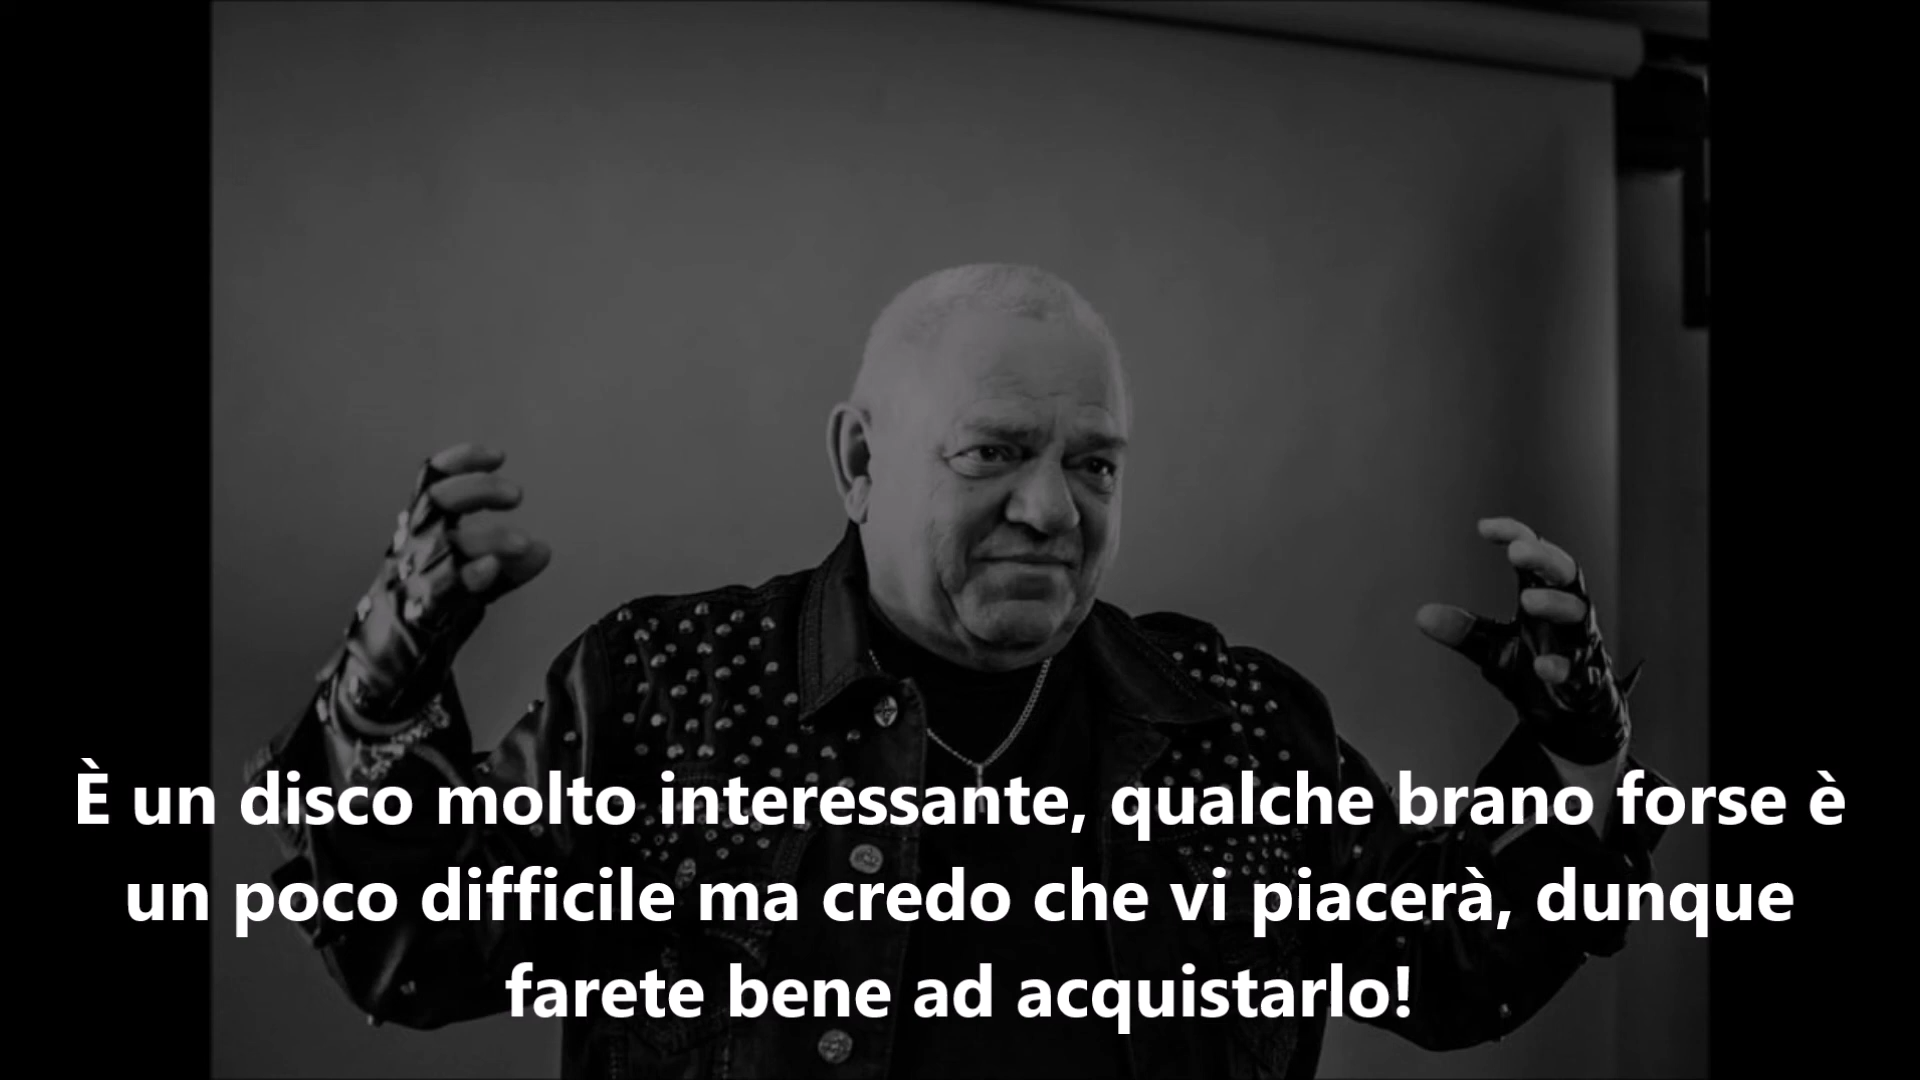 È un disco molto interessante, qualche brano forse è
un poco difficile ma credo che vi piacerà, dunque
farete bene ad acquistarlo!